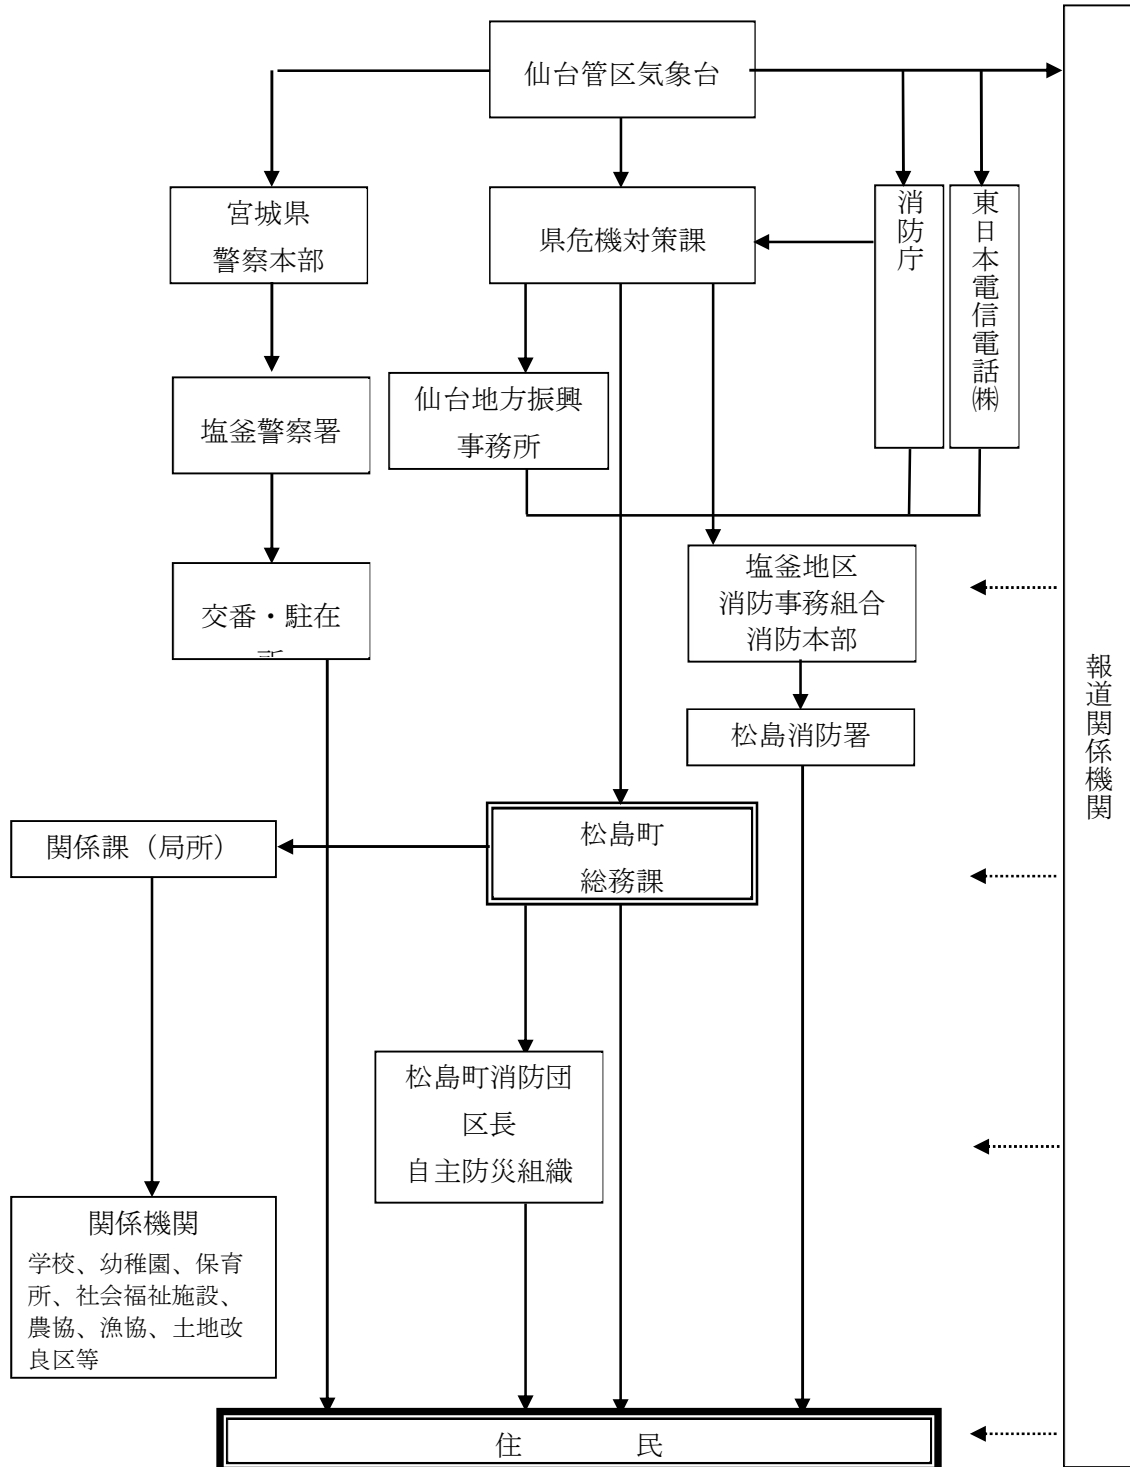 仙台管区気象台
宮城県
警察本部
県危機対策課
消防庁
東日本電信電話㈱
塩釜警察署
仙台地方振興
事務所
交番・駐在
所
塩釜地区
消防事務組合
消防本部
松島消防署
報道関係機関
関係課（局所）
松島町
総務課
松島町消防団
区長
自主防災組織
関係機関
学校、幼稚園、保育
所、社会福祉施設、
農協、漁協、土地改
良区等
住　　　　民